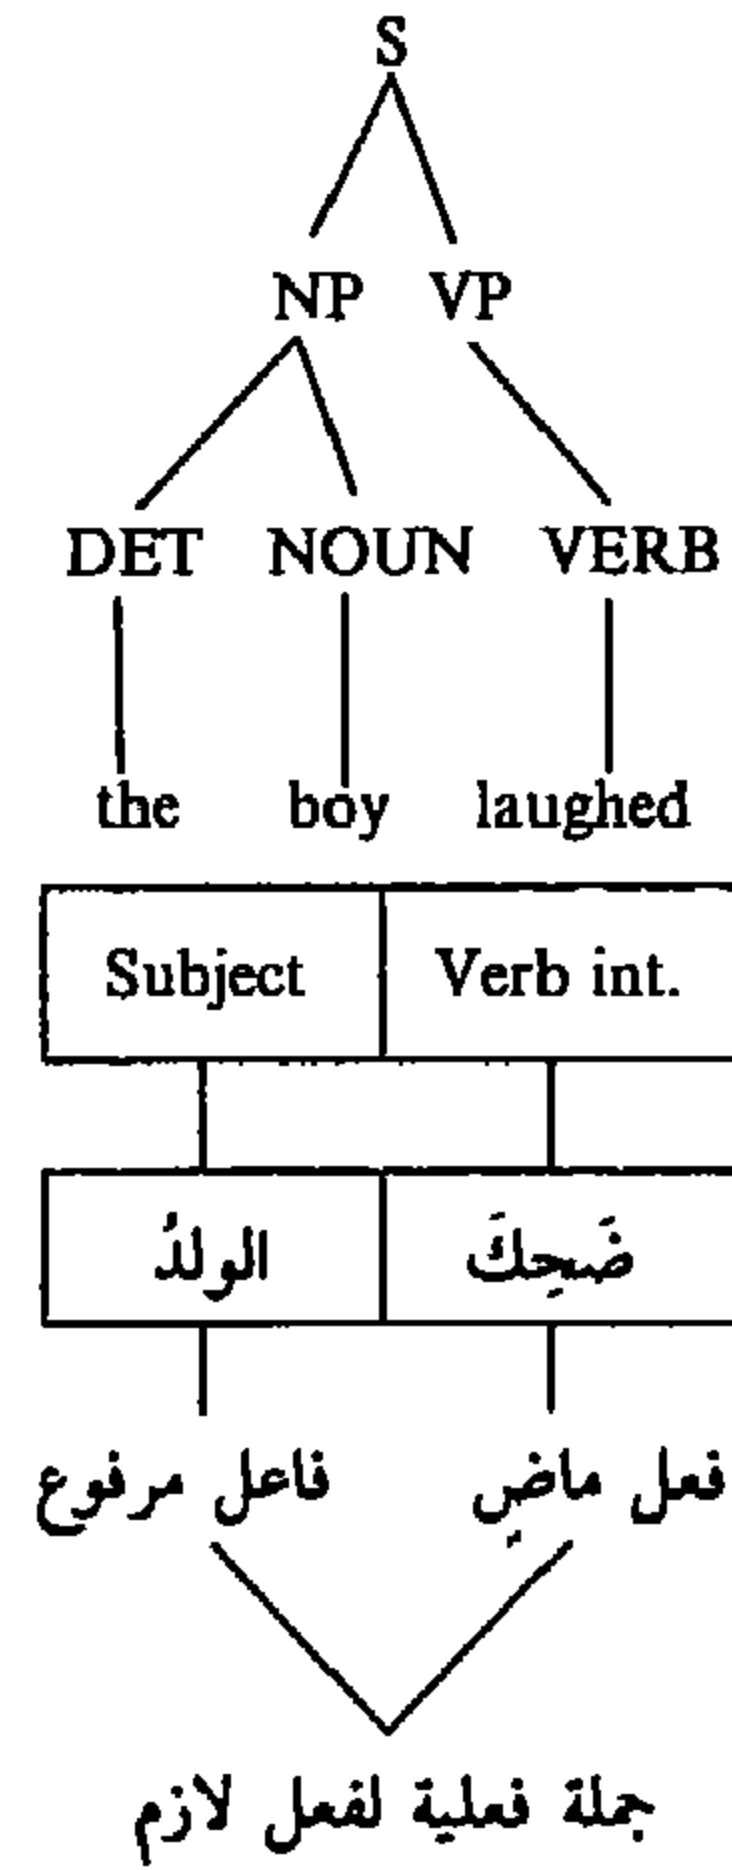 S
NP VP
DET NOUN VERB
the boy laughed
Subject Verb int.
ضَحِكَ الولدُ
فعل ماضٍ فاعل مرفوع
جملة فعلية لفعل لازم